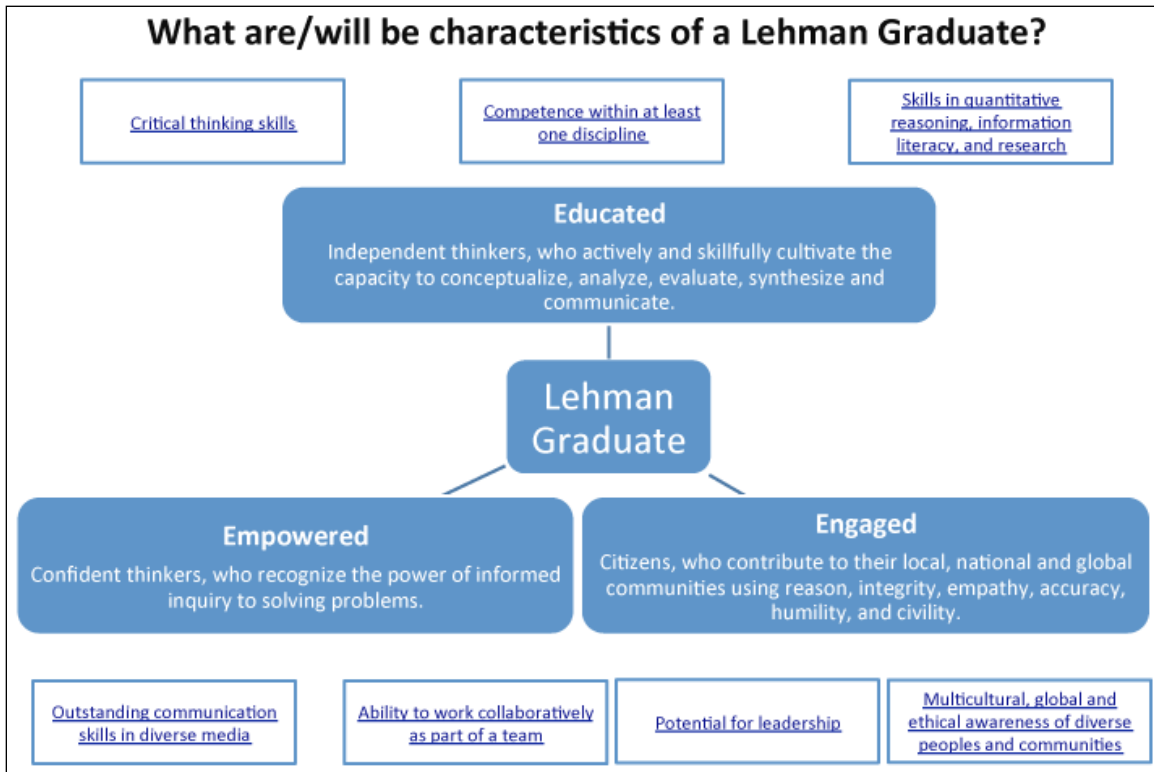 What are/will be characteristics of a Lehman Graduate?
Critical thinking skills
Competence within at least
one discipline
Skills in quantitative
reasoning, information
literacy, and research
Educated
Independent thinkers, who actively and skillfully cultivate the
capacity to conceptualize, analyze, evaluate, synthesize and
communicate.
Lehman
Graduate
Empowered
Confident thinkers, who recognize the power of informed
inquiry to solving problems.
Engaged
Citizens, who contribute to their local, national and global
communities using reason, integrity, empathy, accuracy,
humility, and civility.
Outstanding communication
skills in diverse media
Ability to work collaboratively
as part of a team
Potential for leadership
Multicultural, global and
ethical awareness of diverse
peoples and communities